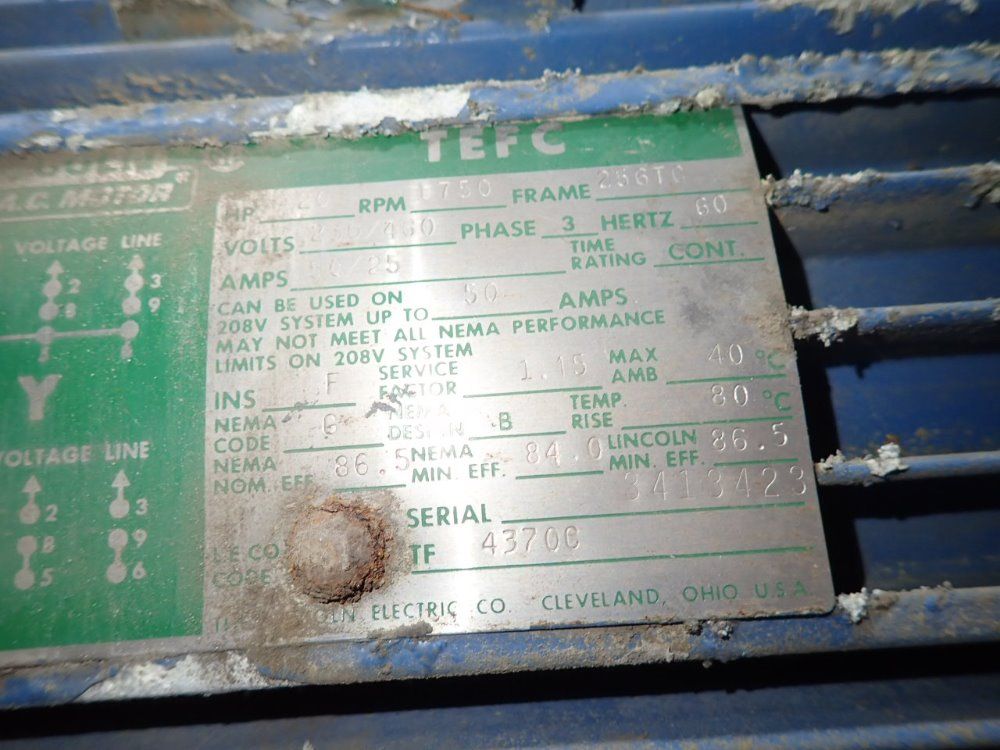 TEFC
A.C. MOTOR ®
HP 20 RPM 1750 FRAME 256TC
VOLTS 230/460 PHASE 3 HERTZ 60
AMPS 50/25 TIME RATING CONT.
CAN BE USED ON
208V SYSTEM UP TO 50 AMPS
MAY NOT MEET ALL NEMA PERFORMANCE
LIMITS ON 208V SYSTEM
INS F SERVICE FACTOR 1.15 MAX AMB 40 °C
NEMA CODE G NEMA DESIGN B TEMP. RISE 80 °C
NEMA NOM. EFF. 86.5 NEMA MIN. EFF. 84.0 LINCOLN MIN. EFF. 86.5
SERIAL 3413423
CODE TF 4370
ELECTRIC CO. CLEVELAND, OHIO U.S.A.
VOLTAGE LINE
2 3
8 9
1
Y
VOLTAGE LINE
2 3
8 9
5 6